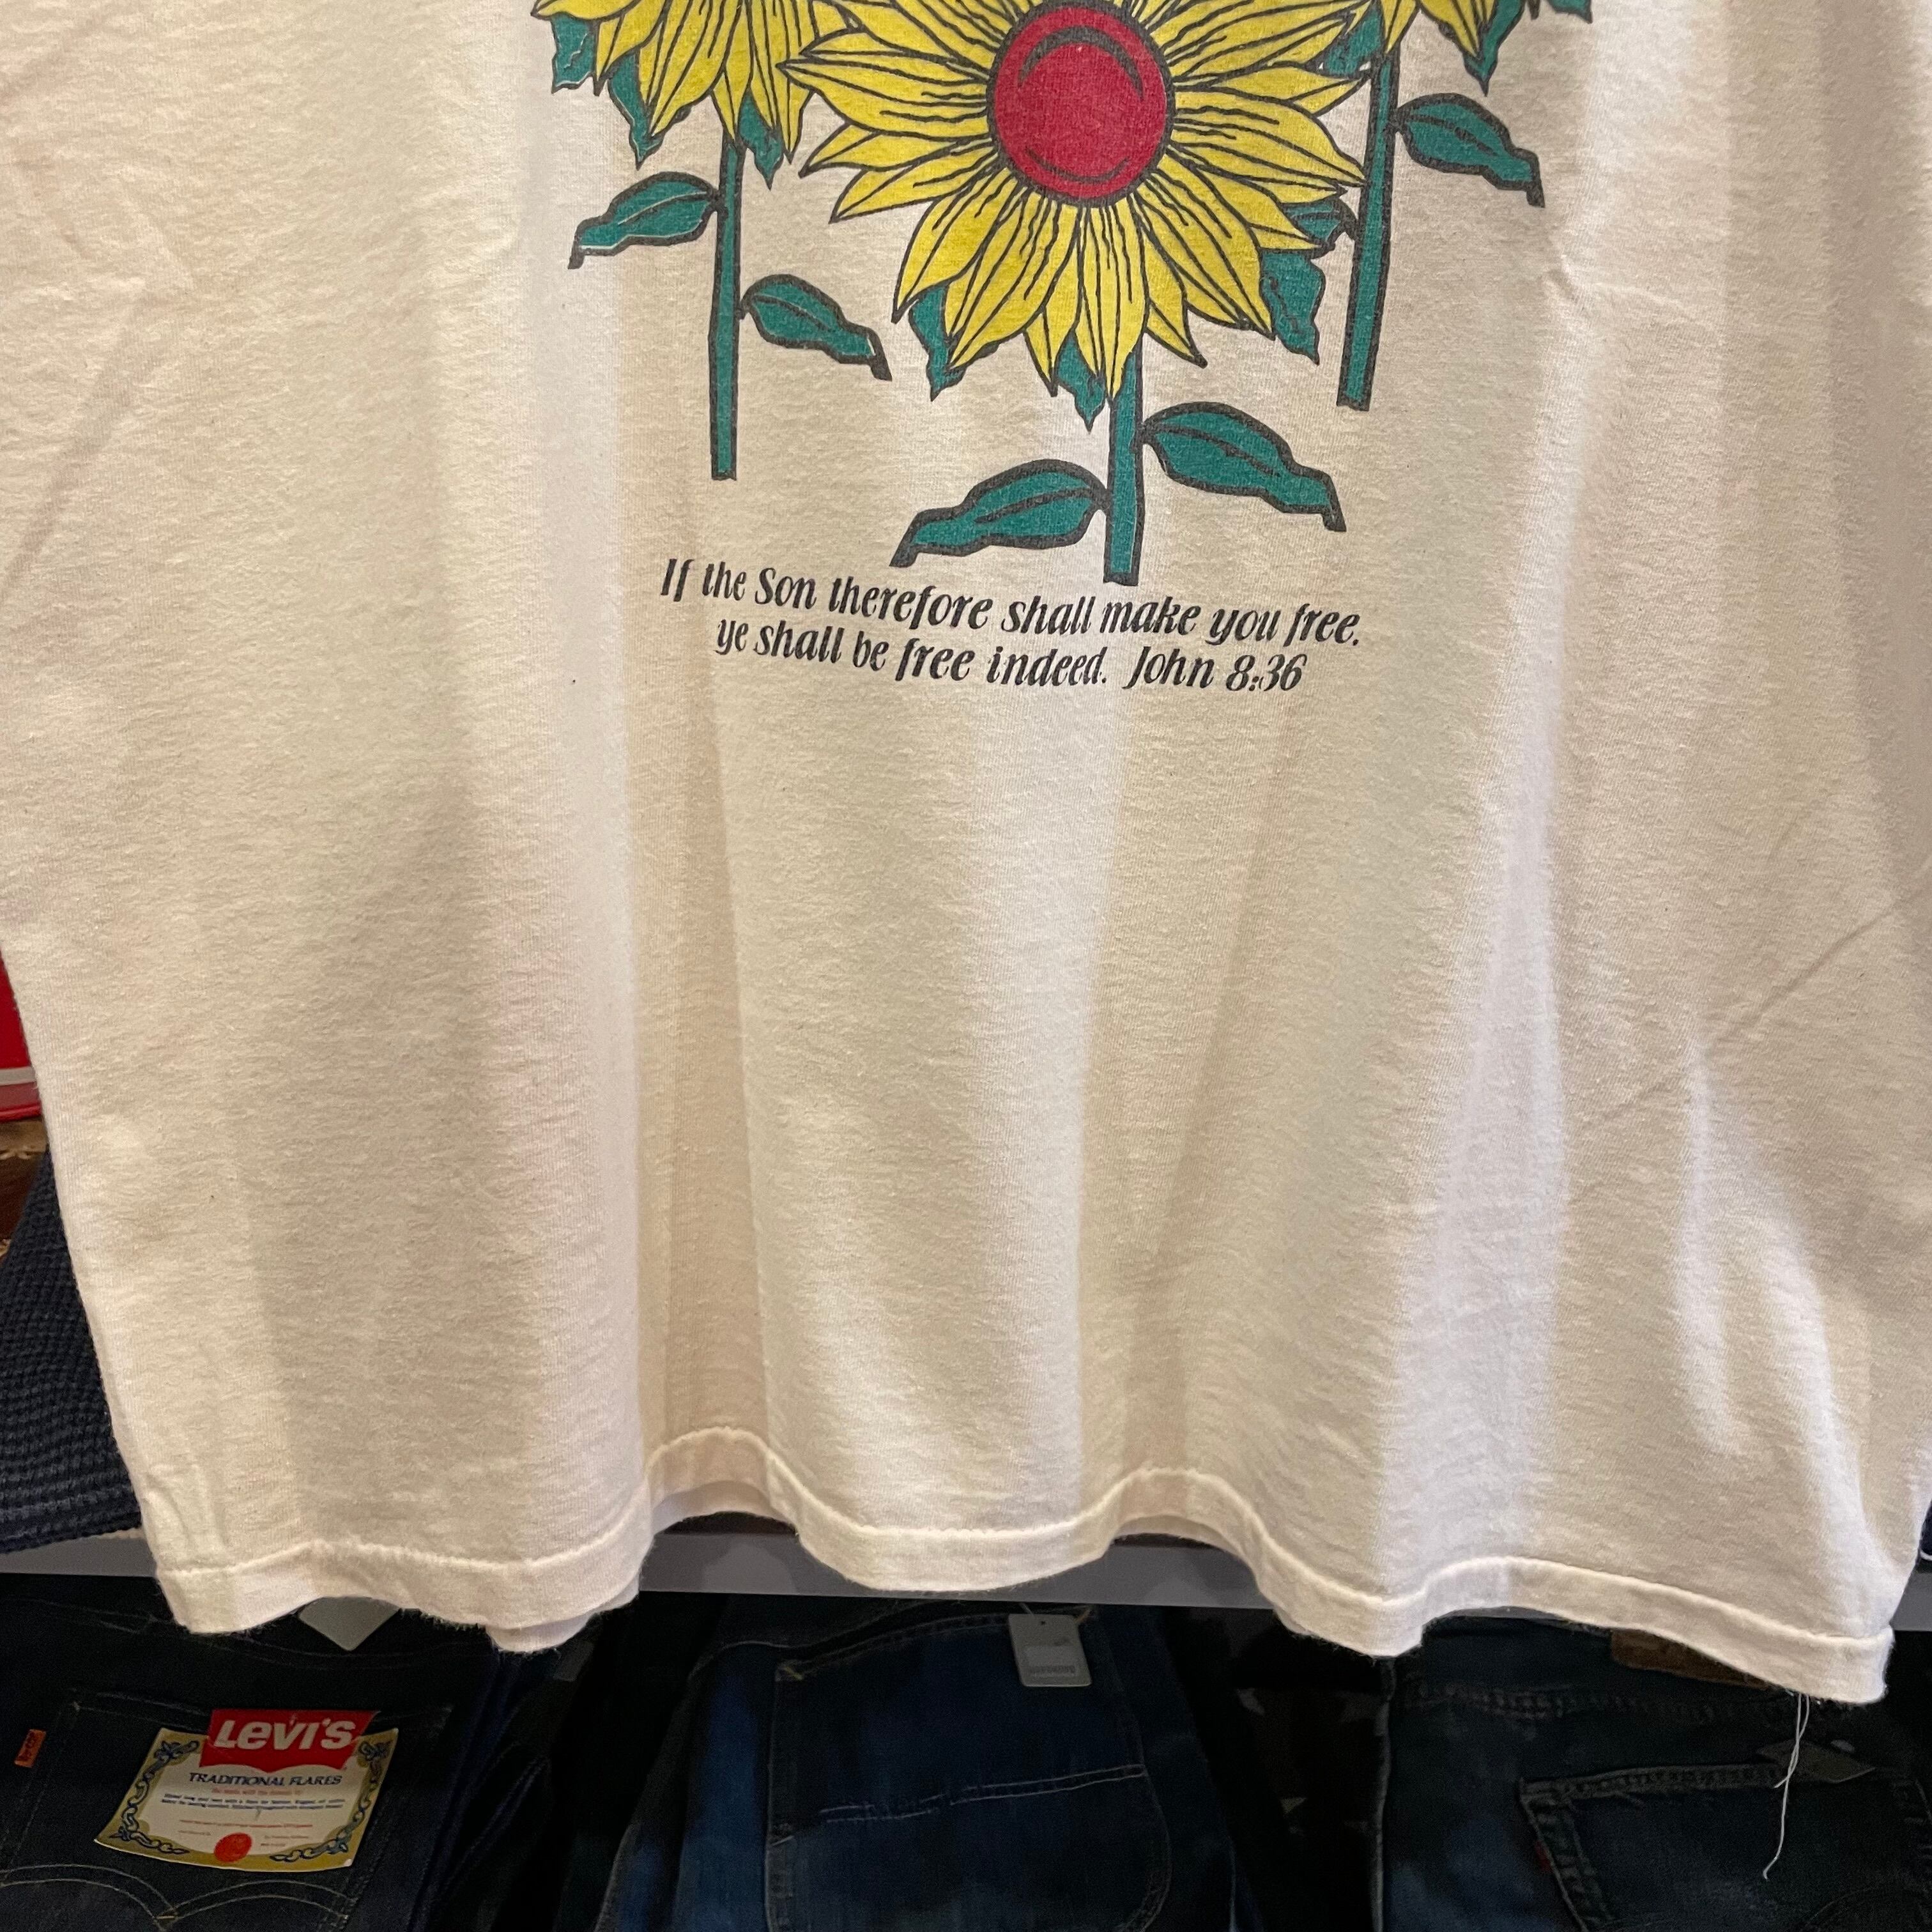 If the Son therefore shall make you free.
ye shall be free indeed. John 8:36
LEVI'S
TRADITIONAL FLARES